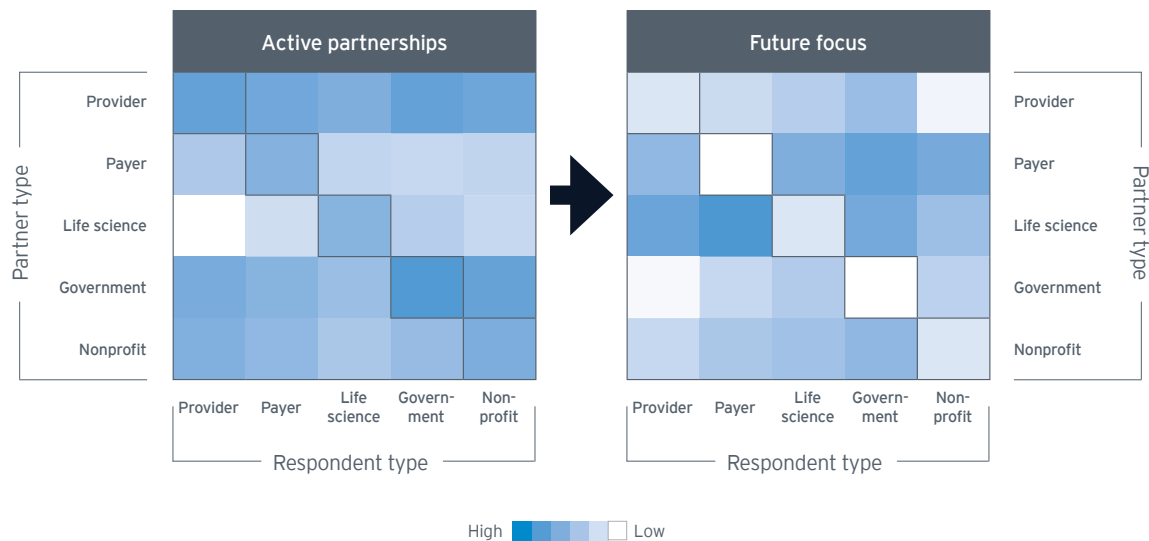 Active partnerships
Future focus
Partner type
Provider
Payer
Life science
Government
Nonprofit
Provider
Payer
Life science
Government
Nonprofit
Partner type
Provider
Payer
Life
science
Govern-
ment
Non-
profit
Respondent type
Provider
Payer
Life
science
Govern-
ment
Non-
profit
Respondent type
High
Low